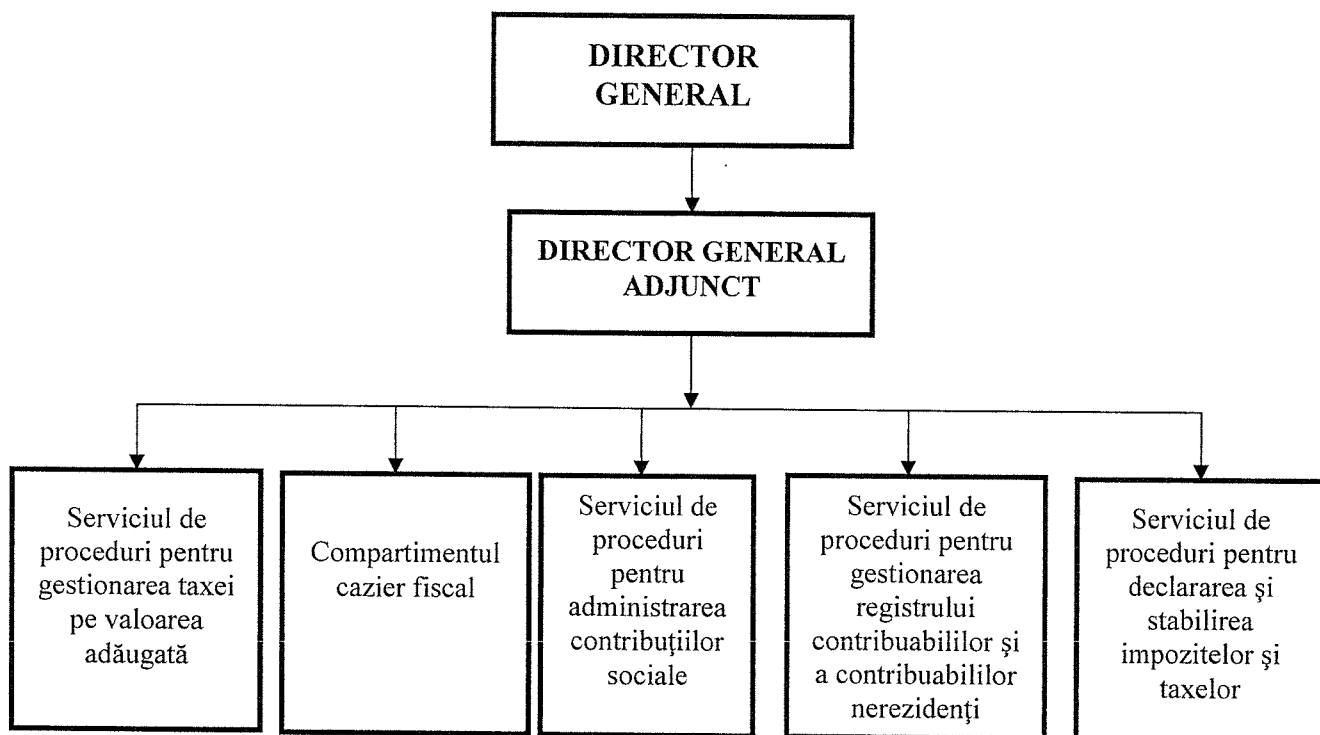 DIRECTOR
GENERAL
DIRECTOR GENERAL
ADJUNCT
Serviciul de
proceduri pentru
gestionarea taxei
pe valoarea
adăugată
Compartimentul
cazier fiscal
Serviciul de
proceduri
pentru
administrarea
contribuţiilor
sociale
Serviciul de
proceduri pentru
gestionarea
registrului
contribuabililor şi
a contribuabililor
nerezidenţi
Serviciul de
proceduri pentru
declararea şi
stabilirea
impozitelor şi
taxelor